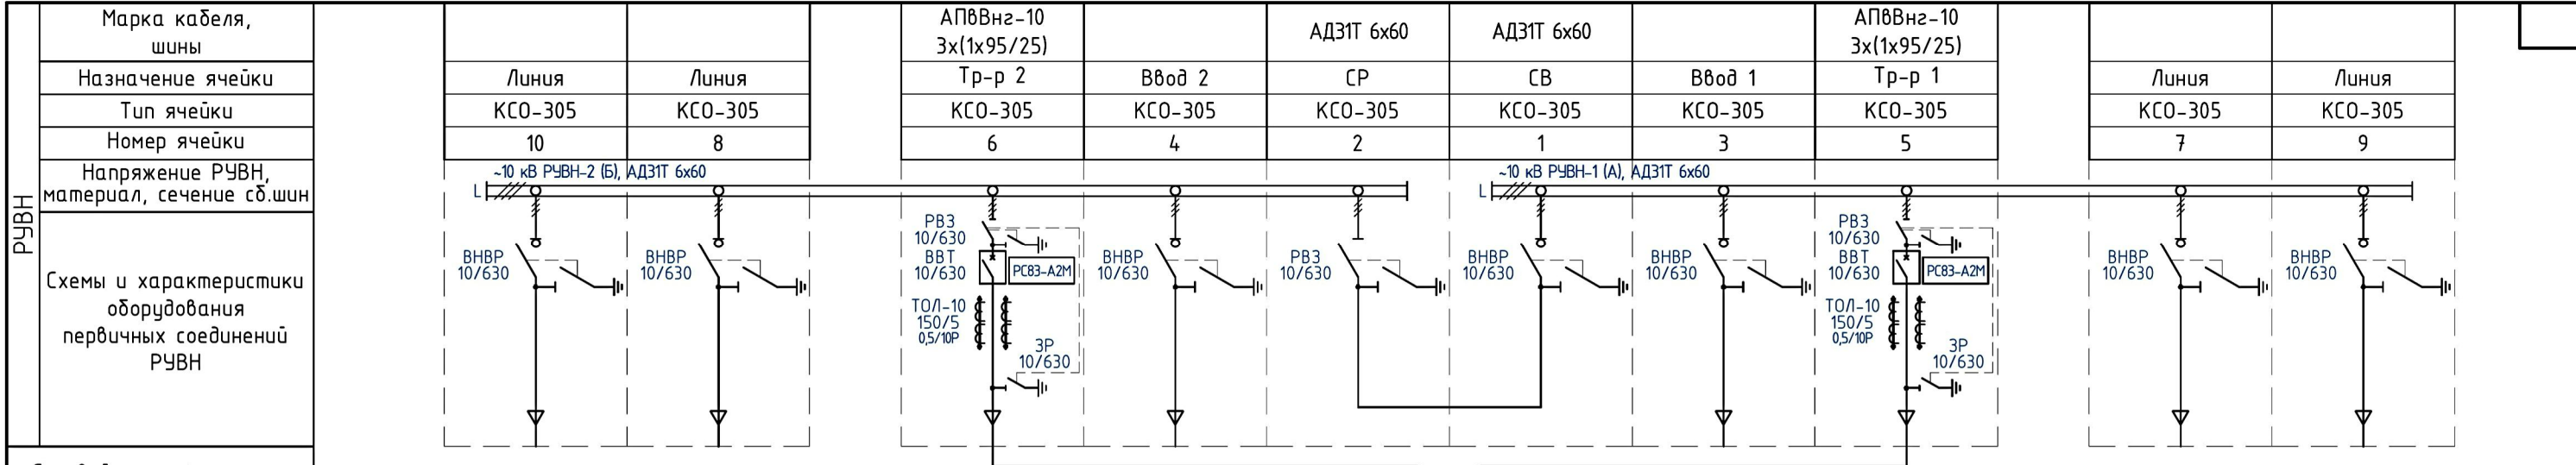 Марка кабеля,
шины
АПвВнг-10
3х(1х95/25)
АД31Т 6х60
АД31Т 6х60
АПвВнг-10
3х(1х95/25)
Назначение ячейки
Линия
Линия
Тр-р 2
Ввод 2
СР
СВ
Ввод 1
Тр-р 1
Линия
Линия
Тип ячейки
КСО-305
КСО-305
КСО-305
КСО-305
КСО-305
КСО-305
КСО-305
КСО-305
КСО-305
КСО-305
Номер ячейки
10
8
6
4
2
1
3
5
7
9
РУВН
Напряжение РУВН,
материал, сечение сб.шин
~10 кВ РУВН-2 (Б), АД31Т 6х60
L
~10 кВ РУВН-1 (А), АД31Т 6х60
L
Схемы и характеристики
оборудования
первичных соединений
РУВН
ВНВР
10/630
ВНВР
10/630
РВЗ
10/630
ВВТ
10/630
РС83-А2М
ТОЛ-10
150/5
0,5/10Р
ЗР
10/630
ВНВР
10/630
РВЗ
10/630
ВНВР
10/630
ВНВР
10/630
РВЗ
10/630
ВВТ
10/630
РС83-А2М
ТОЛ-10
150/5
0,5/10Р
ЗР
10/630
ВНВР
10/630
ВНВР
10/630